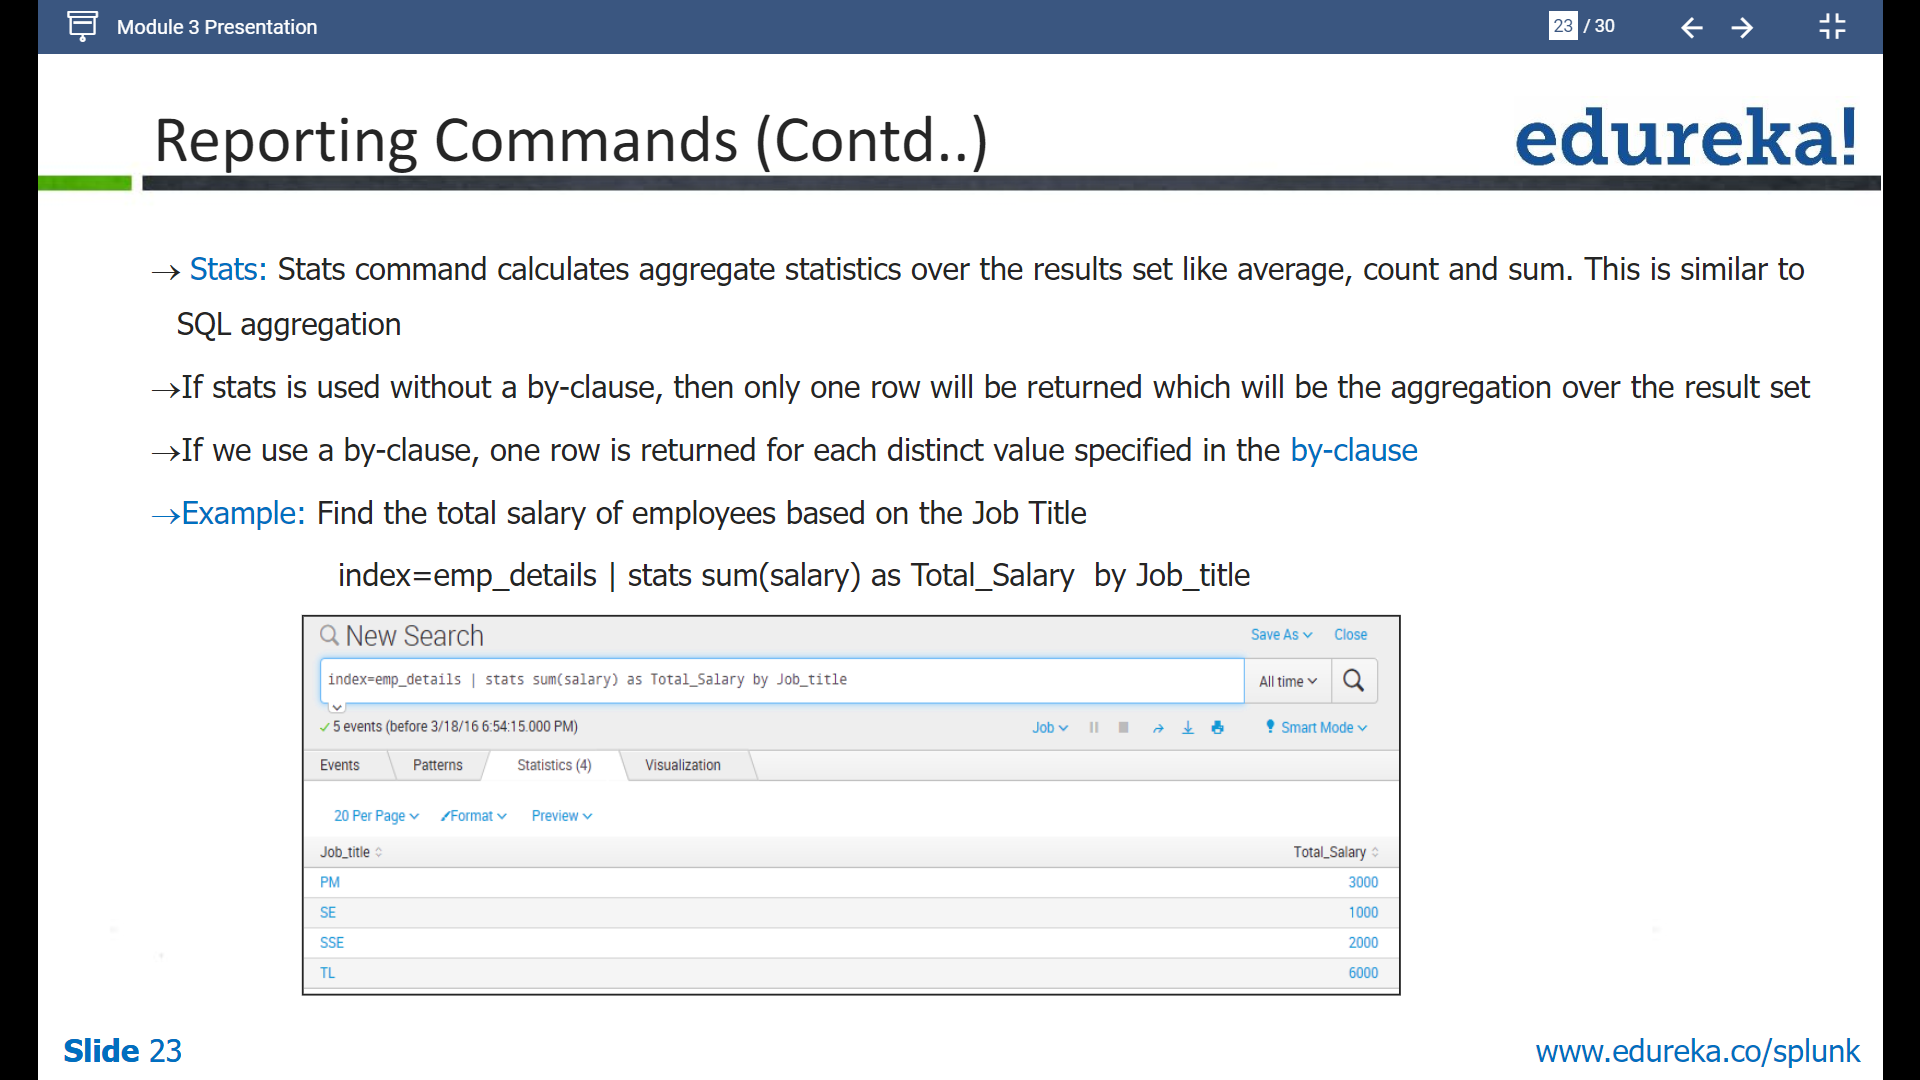 Module 3 Presentation
23 / 30
Reporting Commands (Contd..)
edureka!
→ Stats: Stats command calculates aggregate statistics over the results set like average, count and sum. This is similar to
SQL aggregation
→If stats is used without a by-clause, then only one row will be returned which will be the aggregation over the result set
→If we use a by-clause, one row is returned for each distinct value specified in the by-clause
→Example: Find the total salary of employees based on the Job Title
index=emp_details | stats sum(salary) as Total_Salary by Job_title
New Search
Save As Close
index=emp_details | stats sum(salary) as Total_Salary by Job_title
All time
5 events (before 3/18/16 6:54:15.000 PM)
Job Smart Mode
Events Patterns Statistics (4) Visualization
20 Per Page Format Preview
Job_title Total_Salary
PM 3000
SE 1000
SSE 2000
TL 6000
Slide 23
www.edureka.co/splunk